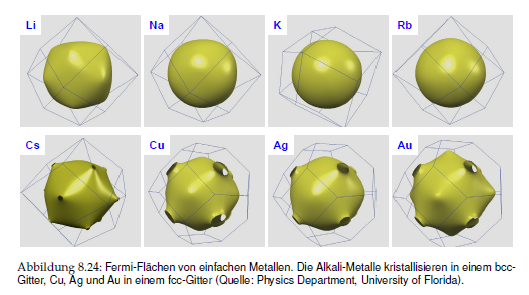 Li Na K Rb
Cs Cu Ag Au
Abbildung 8.24: Fermi-Flächen von einfachen Metallen. Die Alkali-Metalle kristallisieren in einem bcc-
Gitter, Cu, Ag und Au in einem fcc-Gitter (Quelle: Physics Department, University of Florida).